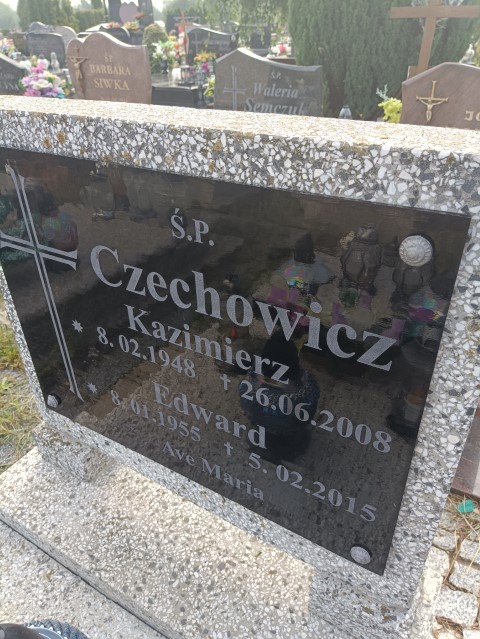 Ś.P.
BARBARA
SIWKA
Ś.P.
Waleria
Semczuk
Ś.P.
Czechowicz
Kazimierz
* 8.02.1948 † 26.06.2008
Edward
* 8.01.1955 † 5.02.2015
Ave Maria